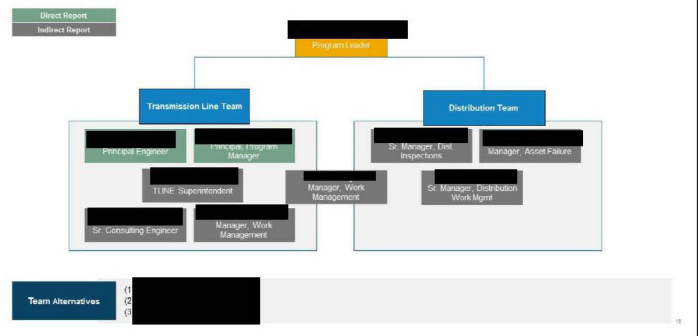 Direct Report
Indirect Report
Program Leader
Transmission Line Team
Distribution Team
Principal Engineer
Principal, Program
Manager
Sr. Manager, Dist.
Inspections
Manager, Asset Failure
TLINE Superintendent
Manager, Work
Management
Sr. Manager, Distribution
Work Mgmt
Sr. Consulting Engineer
Manager, Work
Management
Team Alternatives
(1
(2
(3